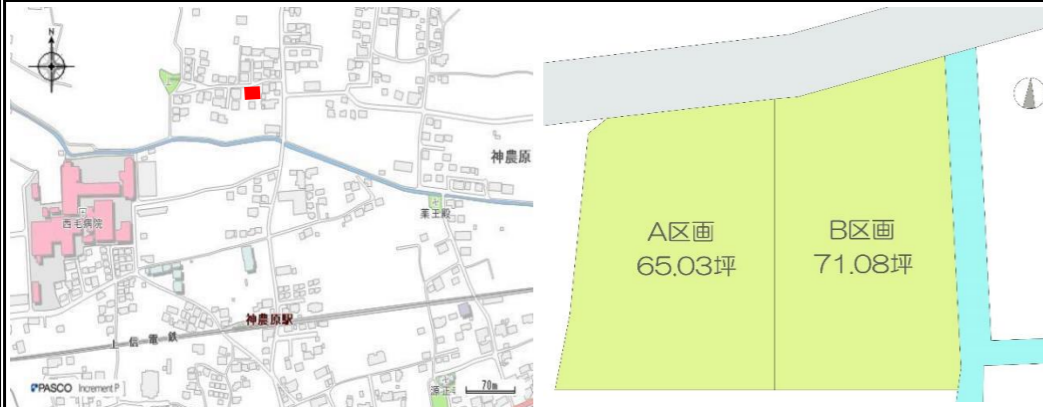 N
神農原
西毛病院
薬王殿
神農原駅
上信電鉄
PASCO Increment P
70m
A区画
65.03坪
B区画
71.08坪